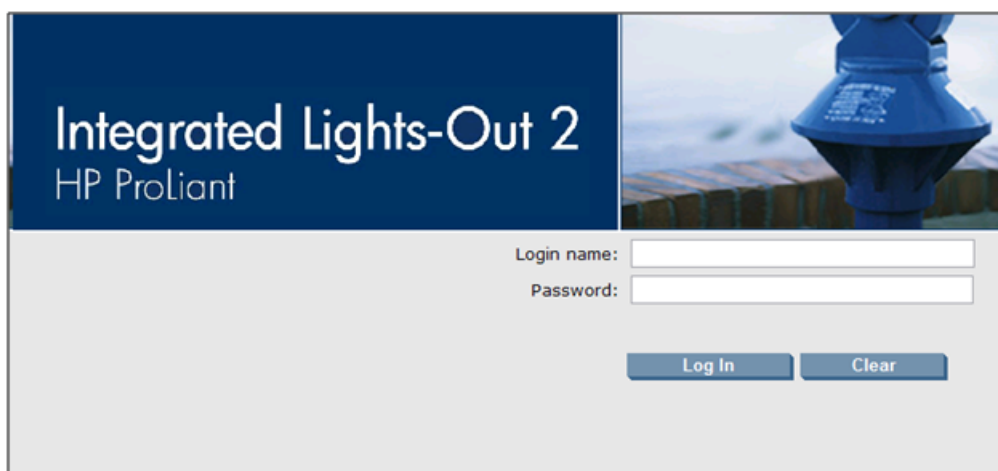 Integrated Lights-Out 2
HP ProLiant
Login name:
Password:
Log In
Clear